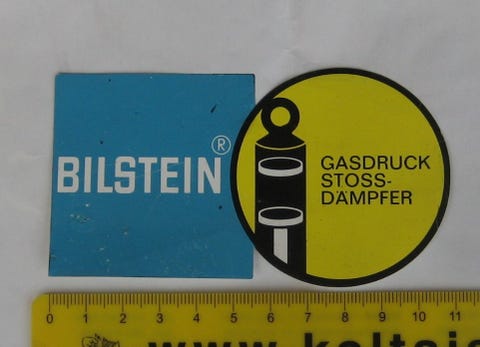 BILSTEIN®
GASDRUCK
STOSS-
DÄMPFER
0 1 2 3 4 5 6 7 8 9 10 11